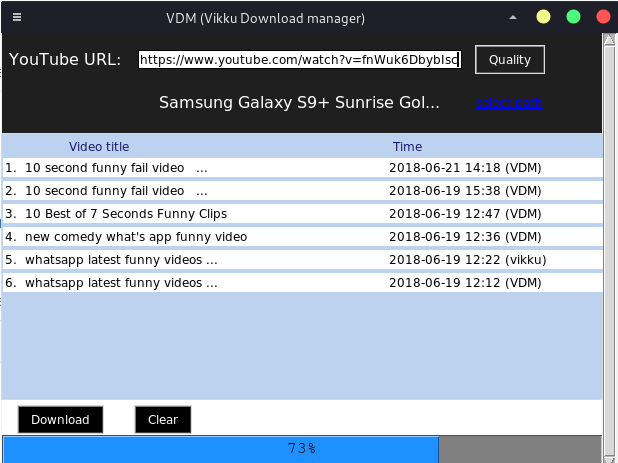 VDM (Vikku Download manager)
YouTube URL: https://www.youtube.com/watch?v=fnWuk6DbybIsc Quality
Samsung Galaxy S9+ Sunrise Gol... select path
Video title Time
1. 10 second funny fail video ... 2018-06-21 14:18 (VDM)
2. 10 second funny fail video ... 2018-06-19 15:38 (VDM)
3. 10 Best of 7 Seconds Funny Clips 2018-06-19 12:47 (VDM)
4. new comedy what's app funny video 2018-06-19 12:36 (VDM)
5. whatsapp latest funny videos ... 2018-06-19 12:22 (vikku)
6. whatsapp latest funny videos ... 2018-06-19 12:12 (VDM)
Download Clear
73%